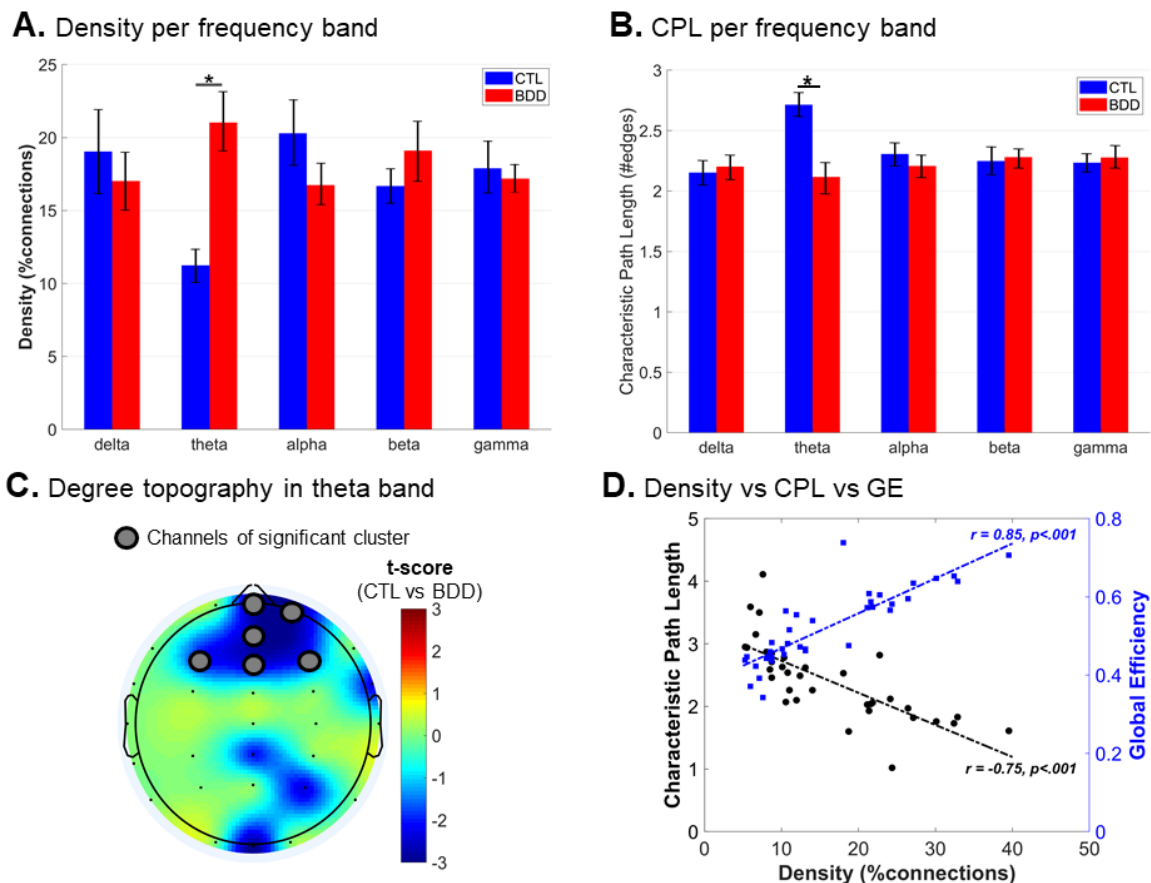 A. Density per frequency band
25
20
15
10
5
0
Density (%connections)
*
CTL
BDD
delta theta alpha beta gamma
B. CPL per frequency band
3
2.5
2
1.5
1
0.5
0
Characteristic Path Length (#edges)
*
CTL
BDD
delta theta alpha beta gamma
C. Degree topography in theta band
Channels of significant cluster
t-score
(CTL vs BDD)
3
2
1
0
-1
-2
-3
D. Density vs CPL vs GE
5
4
3
2
1
0
Characteristic Path Length
r = 0.85, p<.001
r = -0.75, p<.001
0.8
0.6
0.4
0.2
0
Global Efficiency
0 10 20 30 40 50
Density (%connections)